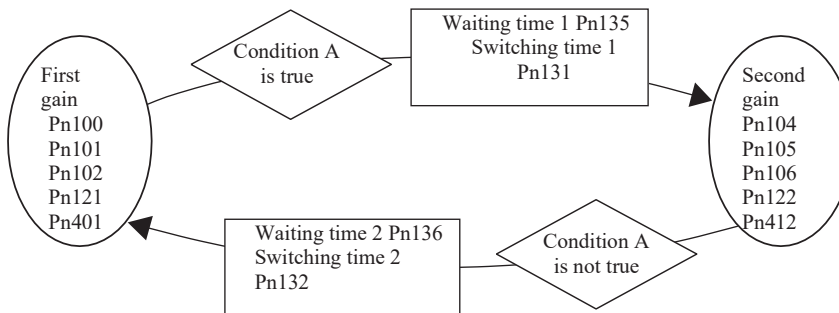 First
gain
Pn100
Pn101
Pn102
Pn121
Pn401
Condition A
is true
Waiting time 1 Pn135
Switching time 1
Pn131
Second
gain
Pn104
Pn105
Pn106
Pn122
Pn412
Condition A
is not true
Waiting time 2 Pn136
Switching time 2
Pn132